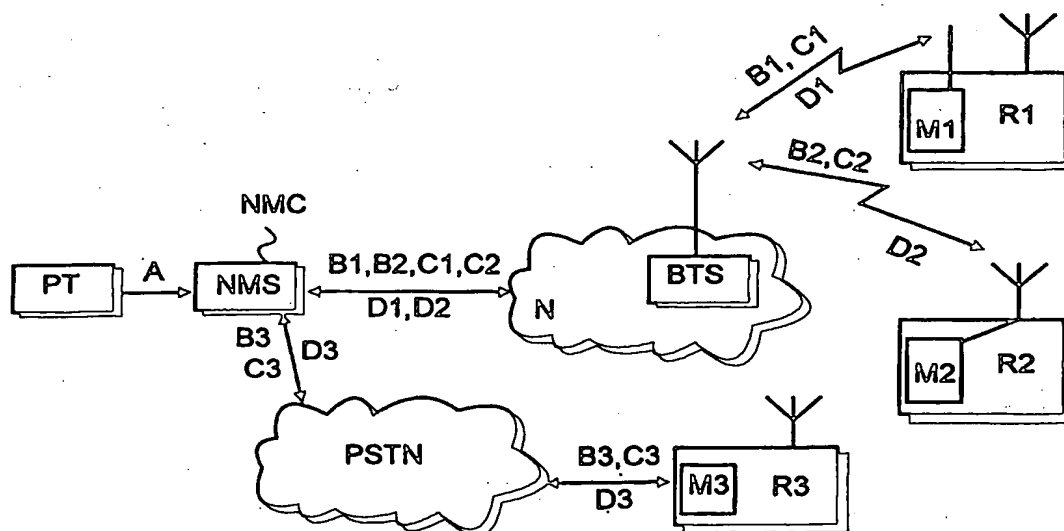 B1, C1
D1
M1
R1
B2,C2
D2
NMC
PT
A
NMS
B1,B2,C1,C2
D1,D2
N
BTS
B3
C3
D3
M2
R2
PSTN
B3,C3
D3
M3
R3